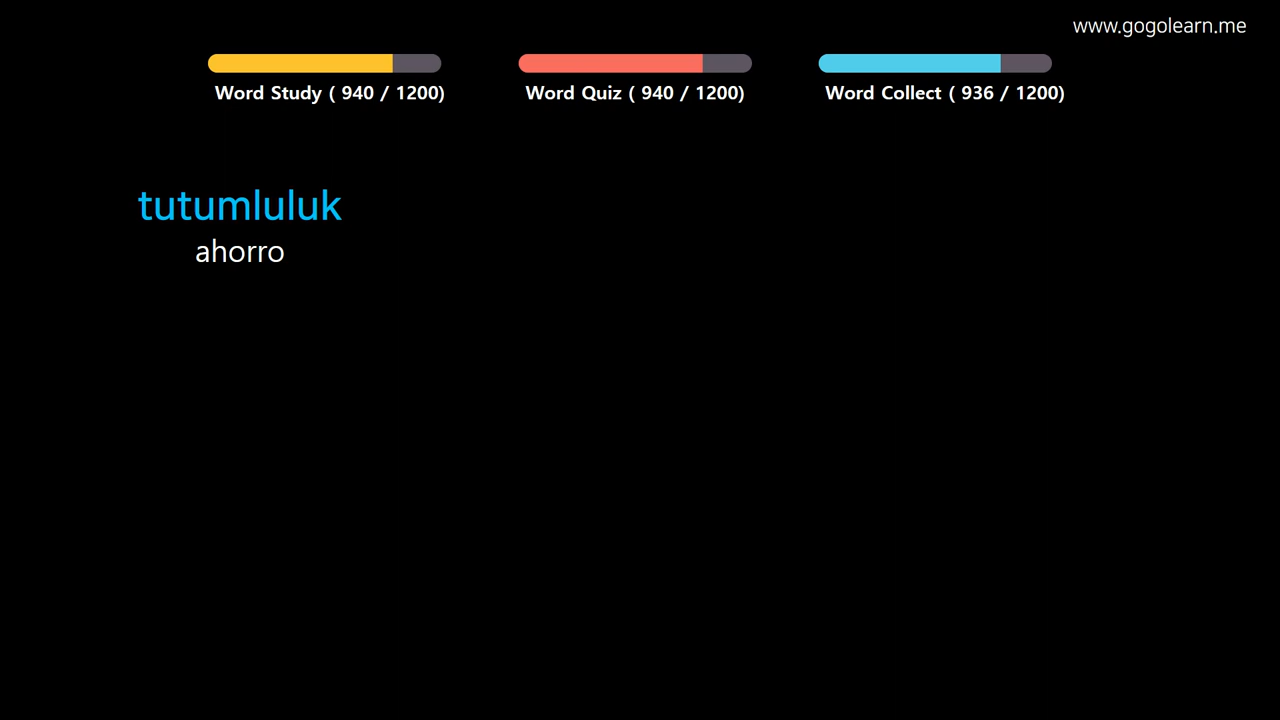 www.gogolearn.me
Word Study ( 940 / 1200)
Word Quiz ( 940 / 1200)
Word Collect ( 936 / 1200)
tutumluluk
ahorro